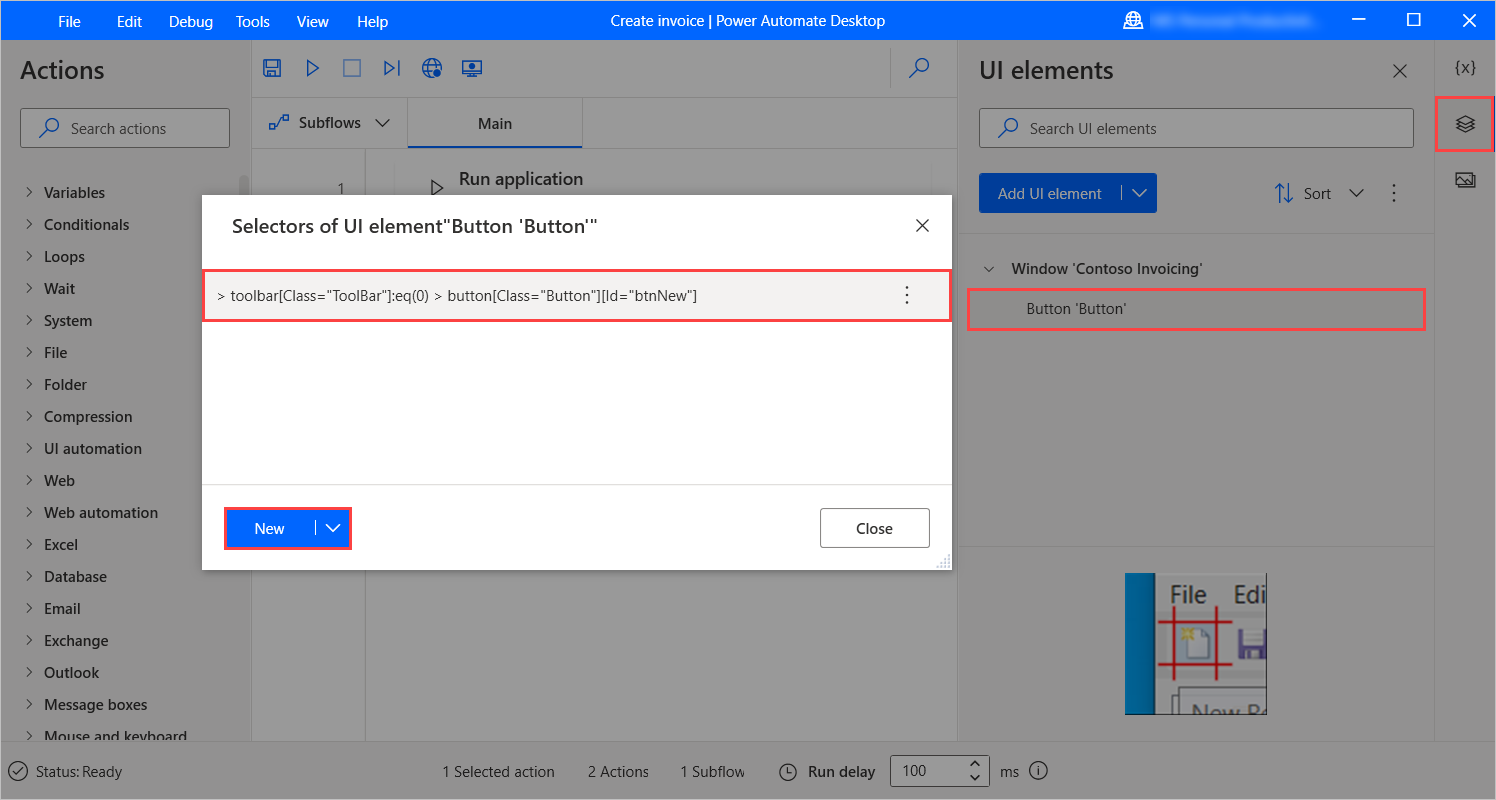 File Edit Debug Tools View Help Create invoice | Power Automate Desktop
Actions
Search actions
Variables
Conditionals
Loops
Wait
System
File
Folder
Compression
UI automation
Web
Web automation
Excel
Database
Email
Exchange
Outlook
Message boxes
Mouse and keyboard
Subflows Main
1 Run application
Selectors of UI element"Button 'Button'"
> toolbar[Class="ToolBar"]:eq(0) > button[Class="Button"][Id="btnNew"]
New Close
UI elements
{x}
Search UI elements
Add UI element Sort
Window 'Contoso Invoicing'
Button 'Button'
File Edi
New Re
Status: Ready 1 Selected action 2 Actions 1 Subflow Run delay 100 ms